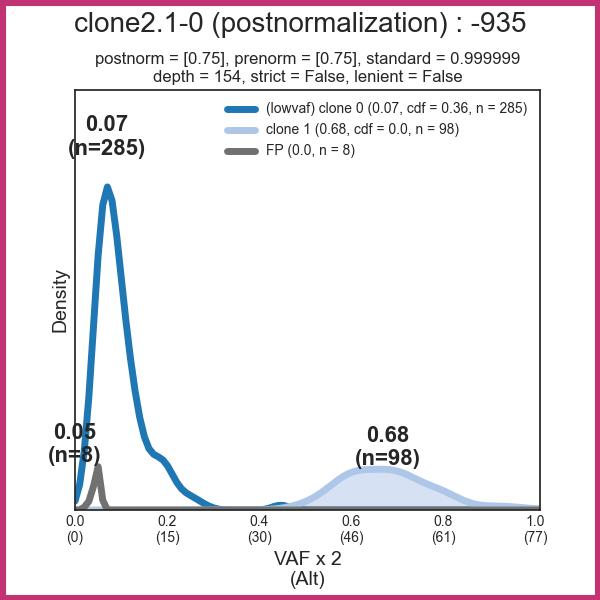 clone2.1-0 (postnormalization) : -935
postnorm = [0.75], prenorm = [0.75], standard = 0.999999
depth = 154, strict = False, lenient = False
(lowvaf) clone 0 (0.07, cdf = 0.36, n = 285)
clone 1 (0.68, cdf = 0.0, n = 98)
FP (0.0, n = 8)
0.07
(n=285)
Density
0.05
(n=8)
0.68
(n=98)
0.0 0.2 0.4 0.6 0.8 1.0
(0) (15) (30) (46) (61) (77)
VAF x 2
(Alt)